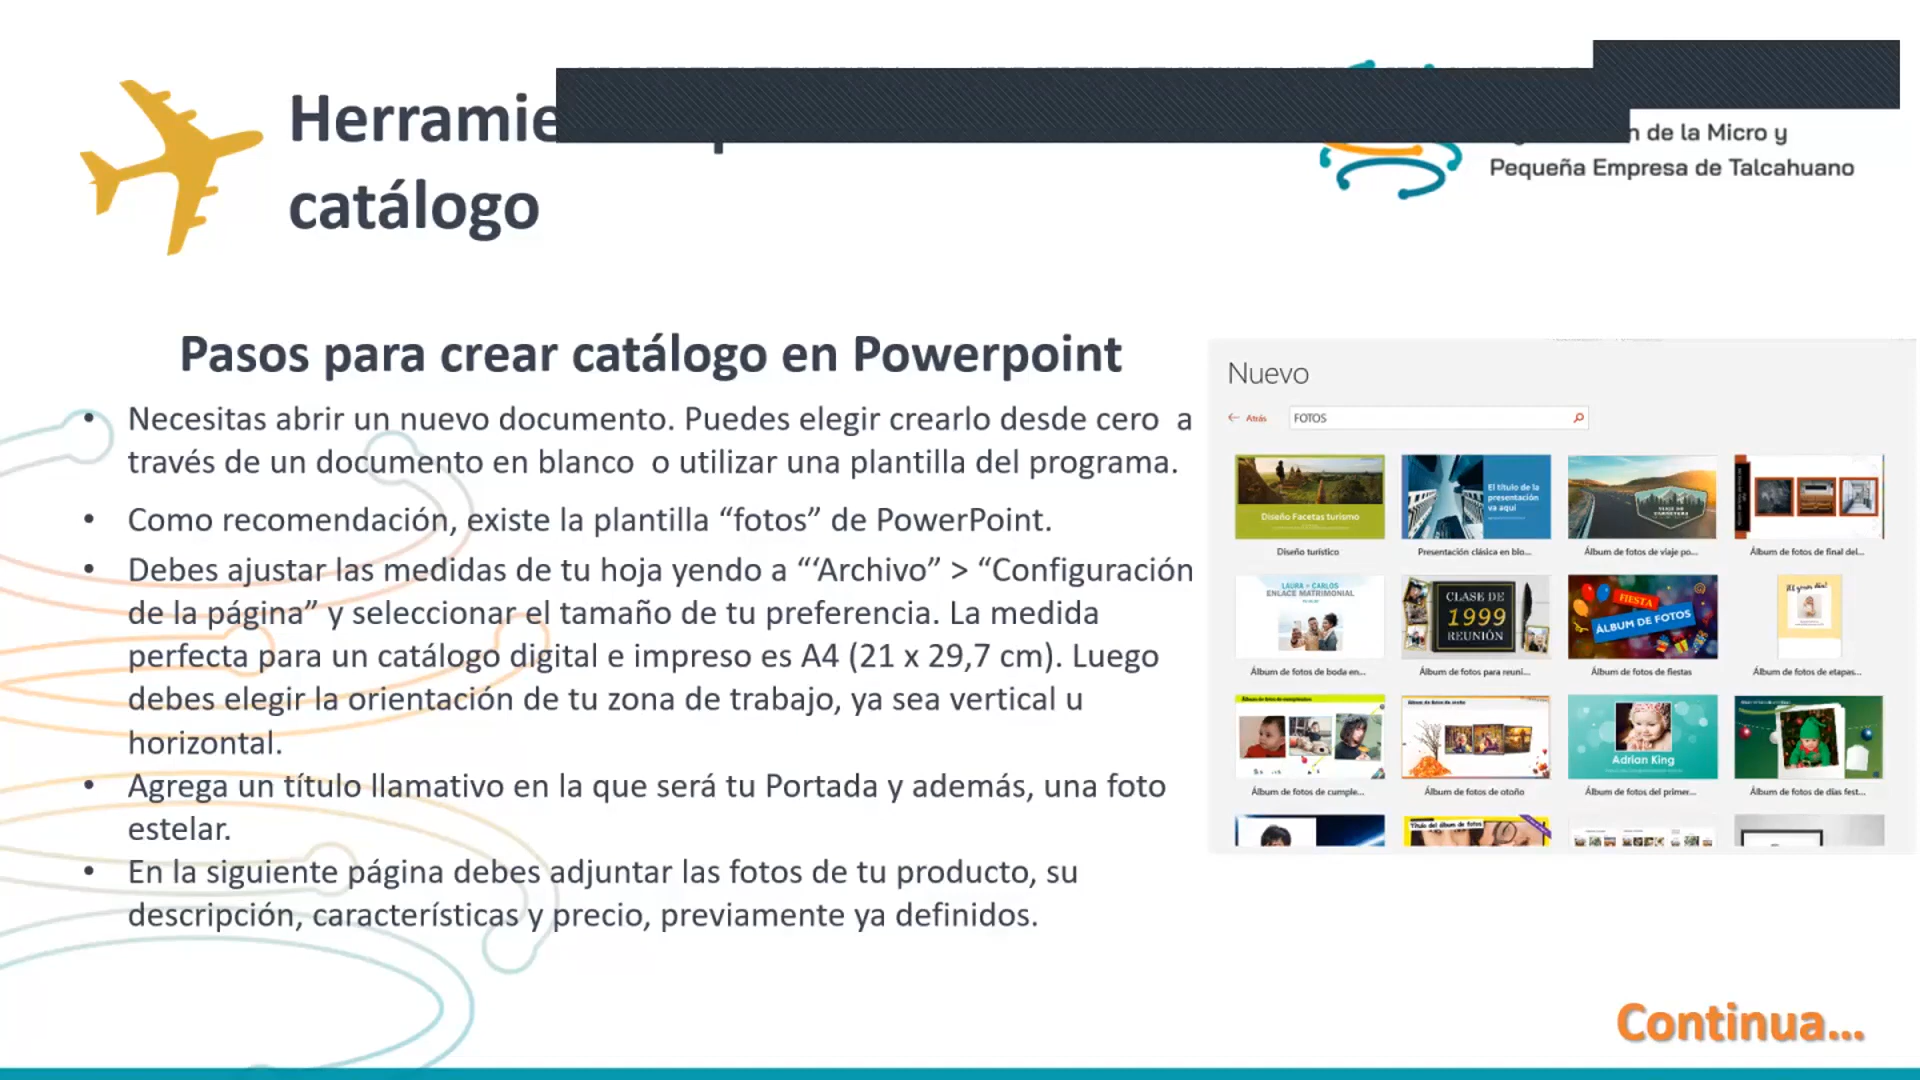 catálogo
de la Micro y
Pequeña Empresa de Talcahuano
Pasos para crear catálogo en Powerpoint
• Necesitas abrir un nuevo documento. Puedes elegir crearlo desde cero a
través de un documento en blanco o utilizar una plantilla del programa.
• Como recomendación, existe la plantilla “fotos” de PowerPoint.
• Debes ajustar las medidas de tu hoja yendo a “‘Archivo” > “Configuración
de la página” y seleccionar el tamaño de tu preferencia. La medida
perfecta para un catálogo digital e impreso es A4 (21 x 29,7 cm). Luego
debes elegir la orientación de tu zona de trabajo, ya sea vertical u
horizontal.
• Agrega un título llamativo en la que será tu Portada y además, una foto
estelar.
• En la siguiente página debes adjuntar las fotos de tu producto, su
descripción, características y precio, previamente ya definidos.
Nuevo
Atrás
FOTOS
Diseño Facetas turismo
El título de la
presentación
va aquí
Diseño turístico
Presentación clásica en blo...
Álbum de fotos de viaje po...
Álbum de fotos de final del...
LAURA + CARLOS
ENLACE MATRIMONIAL
CLASE DE
1999
REUNIÓN
FIESTA
ÁLBUM DE FOTOS
Álbum de fotos de boda en...
Álbum de fotos para reuni...
Álbum de fotos de fiestas
Álbum de fotos de etapas...
Álbum de fotos de cumpleaños
Álbum de fotos de otoño
Adrian King
Álbum de fotos de cumple...
Álbum de fotos de otoño
Álbum de fotos del primer...
Álbum de fotos de días fest...
Título del álbum de fotos
Continua...